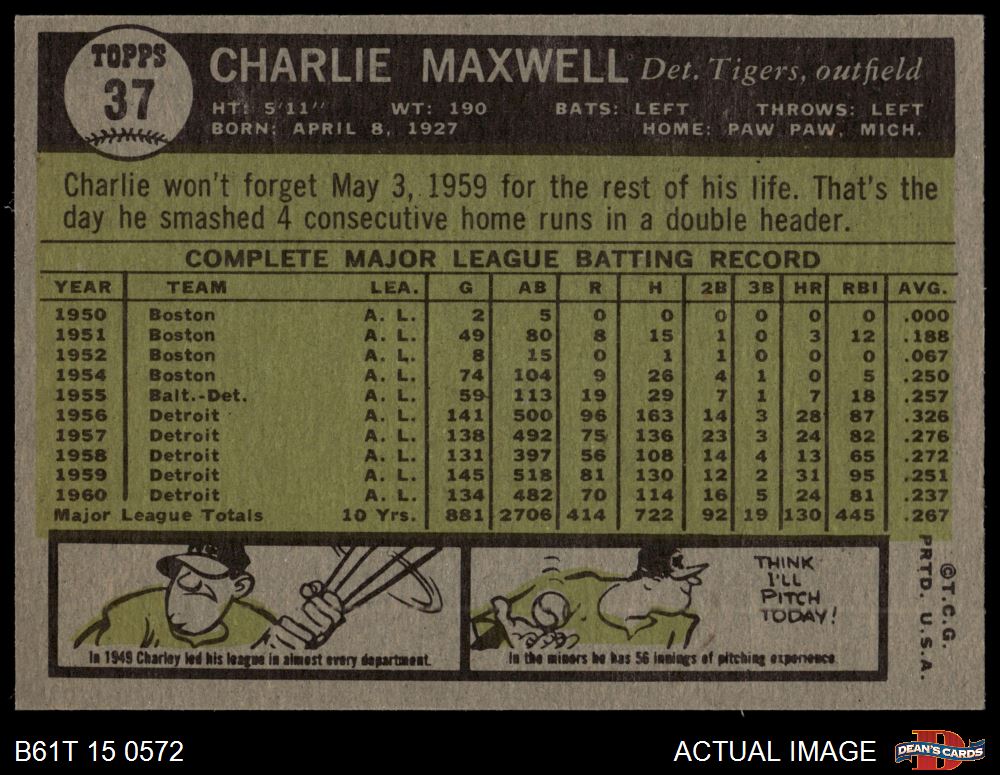 TOPPS
37
CHARLIE MAXWELL Det. Tigers, outfield
HT: 5'11" WT: 190 BATS: LEFT THROWS: LEFT
BORN: APRIL 8, 1927 HOME: PAW PAW, MICH.
Charlie won't forget May 3, 1959 for the rest of his life. That's the
day he smashed 4 consecutive home runs in a double header.
COMPLETE MAJOR LEAGUE BATTING RECORD
YEAR TEAM LEA. G AB R H 2B 3B HR RBI AVG.
1950 Boston A. L. 2 5 0 0 0 0 0 0 .000
1951 Boston A. L. 49 80 8 15 1 0 3 12 .188
1952 Boston A. L. 8 15 0 1 1 0 0 0 .067
1954 Boston A. L. 74 104 9 26 4 1 0 5 .250
1955 Balt.-Det. A. L. 59 113 19 29 7 1 7 18 .257
1956 Detroit A. L. 141 500 96 163 14 3 28 87 .326
1957 Detroit A. L. 138 492 75 136 23 3 24 82 .276
1958 Detroit A. L. 131 397 56 108 14 4 13 65 .272
1959 Detroit A. L. 145 518 81 130 12 2 31 95 .251
1960 Detroit A. L. 134 482 70 114 16 5 24 81 .237
Major League Totals 10 Yrs. 881 2706 414 722 92 19 130 445 .267
In 1949 Charley led his league in almost every department.
THINK
I'LL
PITCH
TODAY!
In the minors he has 56 innings of pitching experience
©T.C.G.
PRTD. U.S.A.
B61T 15 0572
ACTUAL IMAGE
D
DEAN'S CARDS